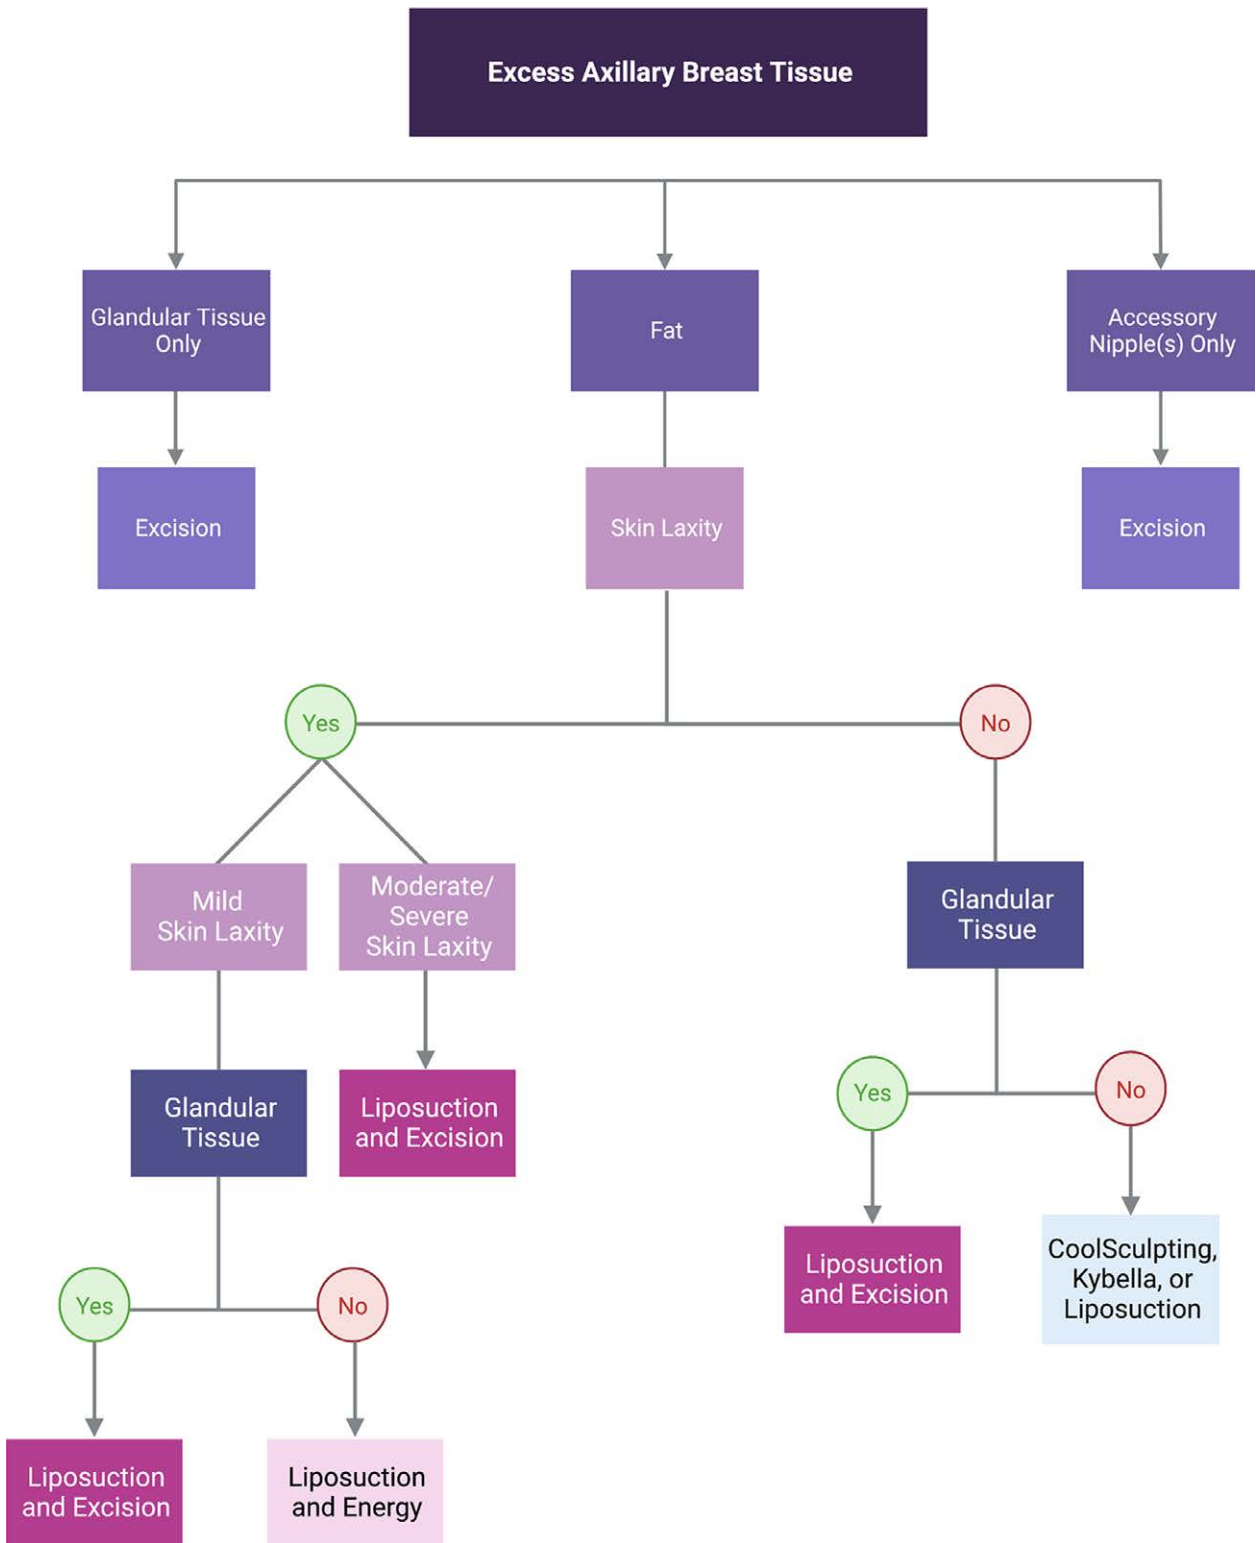 Excess Axillary Breast Tissue
Glandular Tissue
Only
Fat
Accessory
Nipple(s) Only
Excision
Skin Laxity
Excision
Yes
No
Mild
Skin Laxity
Moderate/
Severe
Skin Laxity
Glandular
Tissue
Glandular
Tissue
Liposuction
and Excision
Yes
No
Liposuction
and Excision
CoolSculpting,
Kybella, or
Liposuction
Yes
No
Liposuction
and Excision
Liposuction
and Energy